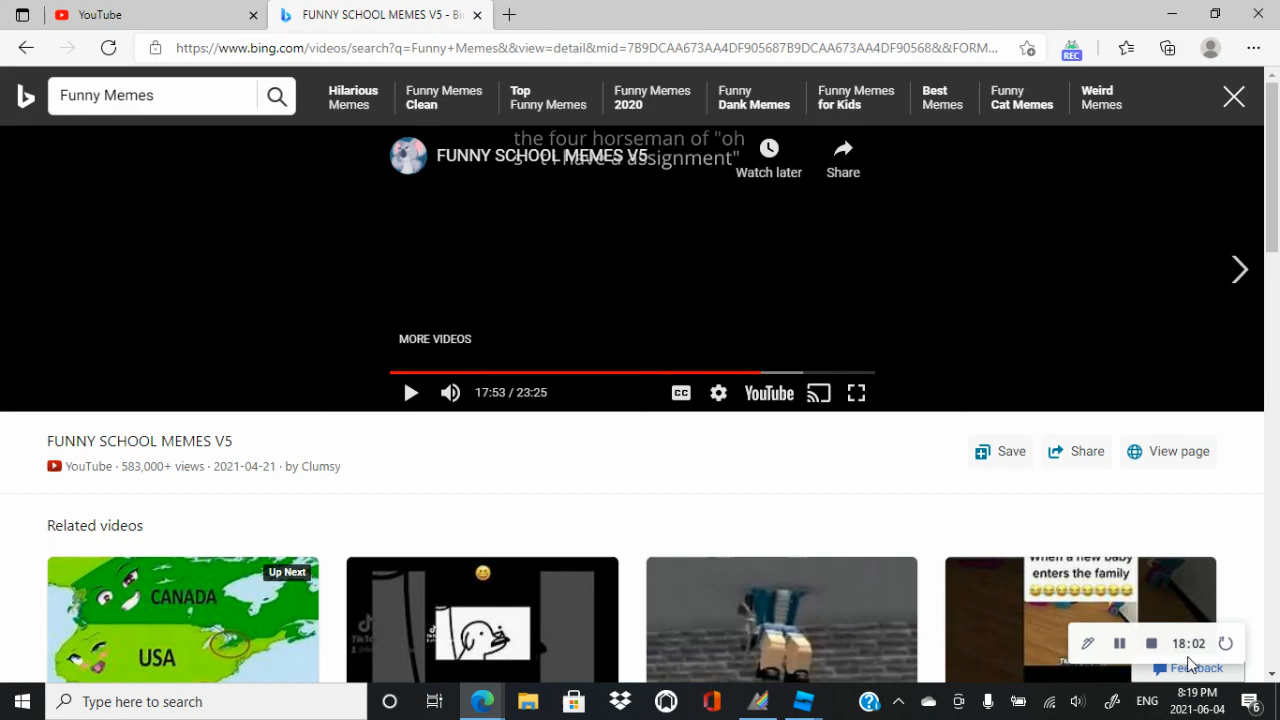 YouTube
FUNNY SCHOOL MEMES V5 - Bi
https://www.bing.com/videos/search?q=Funny+Memes&&view=detail&mid=7B9DCAA673AA4DF905687B9DCAA673AA4DF90568&&FORM...
REC
Funny Memes
Hilarious
Memes
Funny Memes
Clean
Top
Funny Memes
Funny Memes
2020
Funny
Dank Memes
Funny Memes
for Kids
Best
Memes
Funny
Cat Memes
Weird
Memes
the four horseman of "oh
I have a assignment"
FUNNY SCHOOL MEMES V5
Watch later
Share
MORE VIDEOS
17:53 / 23:25
CC
YouTube
FUNNY SCHOOL MEMES V5
YouTube · 583,000+ views · 2021-04-21 · by Clumsy
Save
Share
View page
Related videos
Up Next
CANADA
USA
When a new baby
enters the family
18:02
Feedback
Type here to search
ENG
8:19 PM
2021-06-04
6